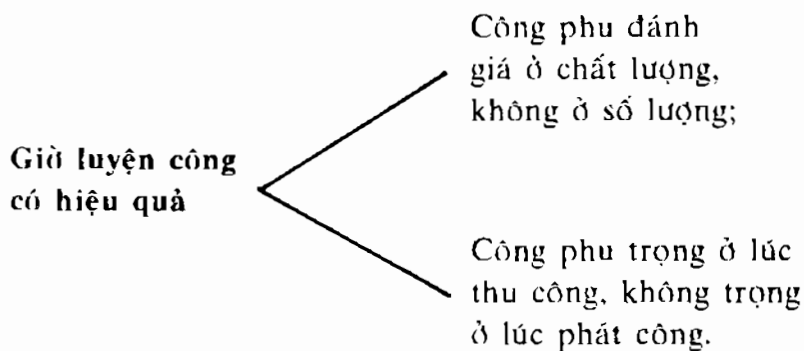 Giờ luyện công
có hiệu quả
Công phu đánh
giá ở chất lượng,
không ở số lượng;
Công phu trọng ở lúc
thu công, không trọng
ở lúc phát công.